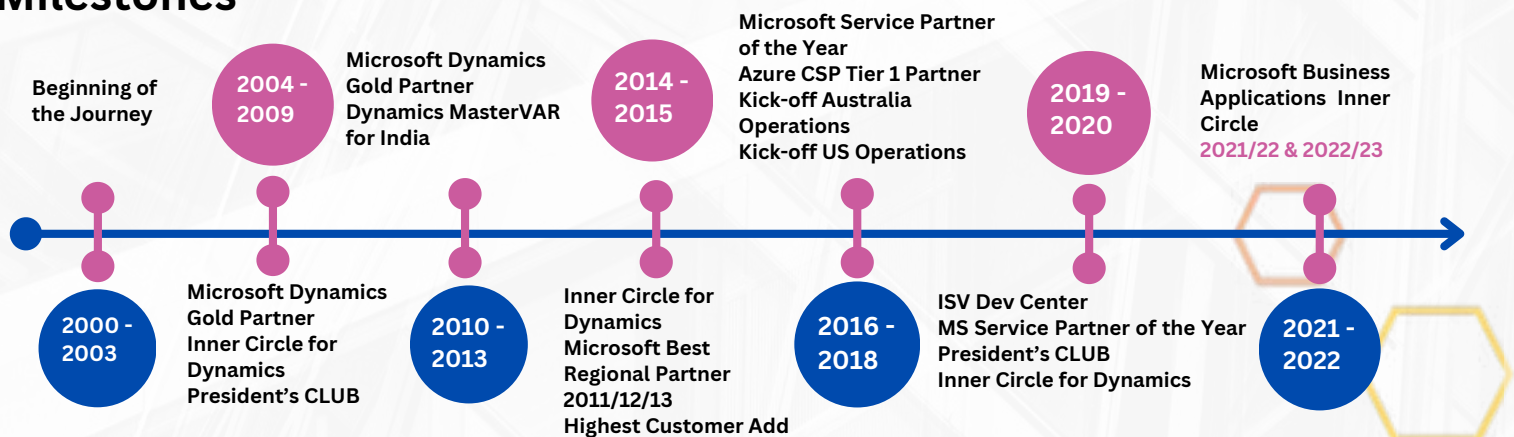 Milestones
Beginning of
the Journey
2000 -
2003
2004 -
2009
Microsoft Dynamics
Gold Partner
Inner Circle for
Dynamics
President’s CLUB
Microsoft Dynamics
Gold Partner
Dynamics MasterVAR
for India
2010 -
2013
2014 -
2015
Inner Circle for
Dynamics
Microsoft Best
Regional Partner
2011/12/13
Highest Customer Add
Microsoft Service Partner
of the Year
Azure CSP Tier 1 Partner
Kick-off Australia
Operations
Kick-off US Operations
2016 -
2018
2019 -
2020
ISV Dev Center
MS Service Partner of the Year
President’s CLUB
Inner Circle for Dynamics
Microsoft Business
Applications Inner
Circle
2021/22 & 2022/23
2021 -
2022